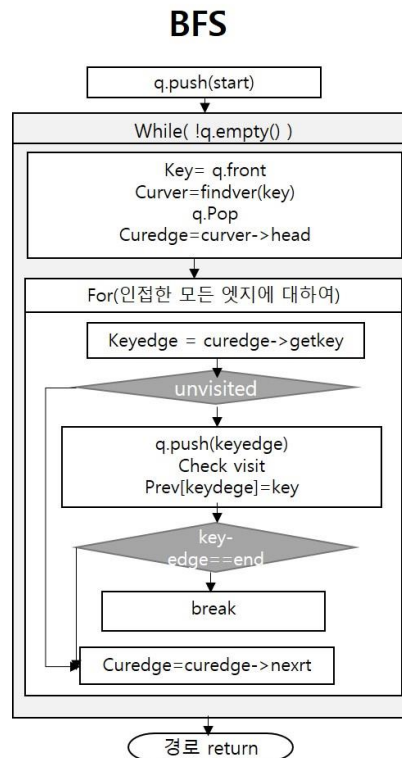 BFS
q.push(start)
While( !q.empty() )
Key= q.front
Curver=findver(key)
q.Pop
Curedge=curver->head
For(인접한 모든 엣지에 대하여)
Keyedge = curedge->getkey
unvisited
q.push(keyedge)
Check visit
Prev[keydege]=key
key-
edge==end
break
Curedge=curedge->nexrt
경로 return